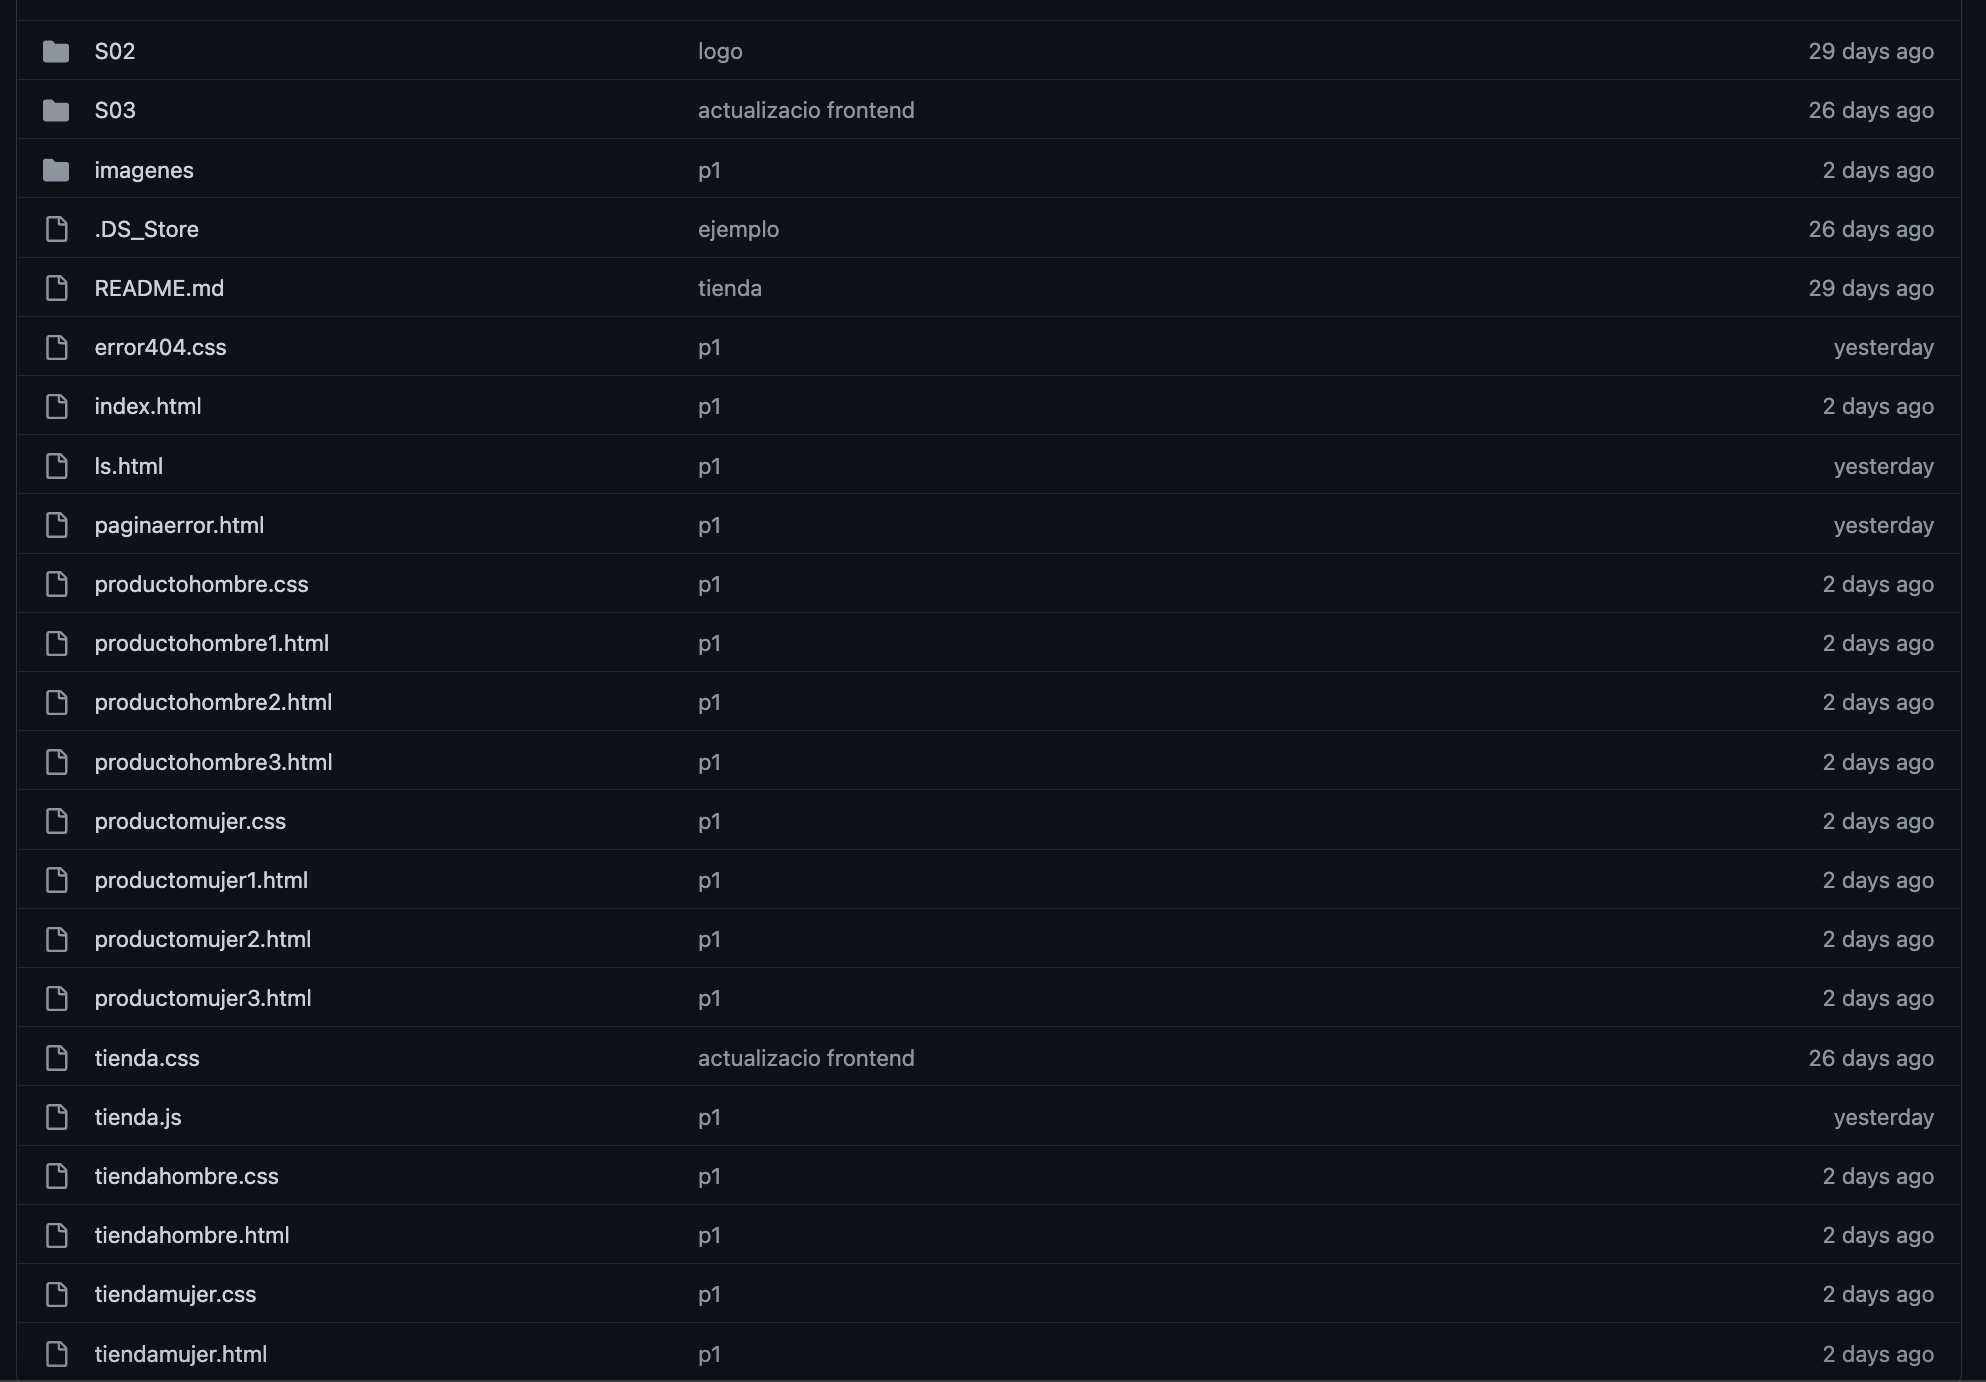 S02 logo 29 days ago
S03 actualizacio frontend 26 days ago
imagenes p1 2 days ago
.DS_Store ejemplo 26 days ago
README.md tienda 29 days ago
error404.css p1 yesterday
index.html p1 2 days ago
ls.html p1 yesterday
paginaerror.html p1 yesterday
productohombre.css p1 2 days ago
productohombre1.html p1 2 days ago
productohombre2.html p1 2 days ago
productohombre3.html p1 2 days ago
productomujer.css p1 2 days ago
productomujer1.html p1 2 days ago
productomujer2.html p1 2 days ago
productomujer3.html p1 2 days ago
tienda.css actualizacio frontend 26 days ago
tienda.js p1 yesterday
tiendahombre.css p1 2 days ago
tiendahombre.html p1 2 days ago
tiendamujer.css p1 2 days ago
tiendamujer.html p1 2 days ago